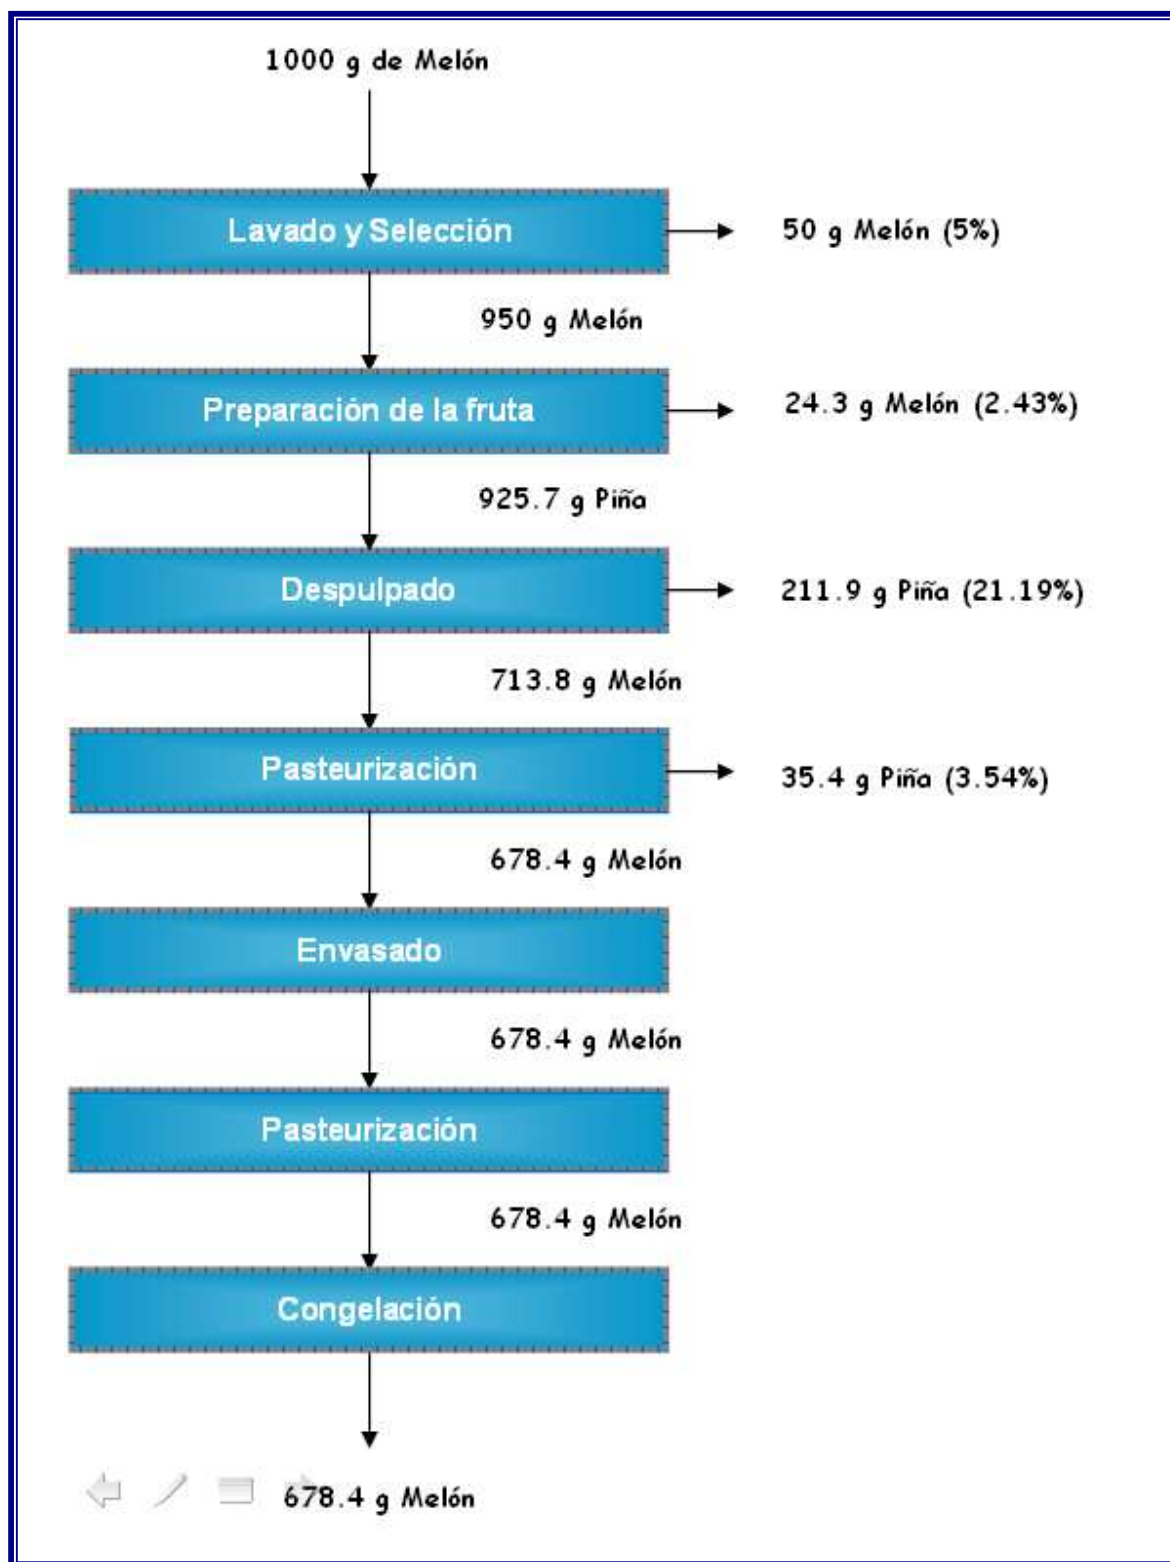 1000 g de Melón
Lavado y Selección
50 g Melón (5%)
950 g Melón
Preparación de la fruta
24.3 g Melón (2.43%)
925.7 g Piña
Despulpado
211.9 g Piña (21.19%)
713.8 g Melón
Pasteurización
35.4 g Piña (3.54%)
678.4 g Melón
Envasado
678.4 g Melón
Pasteurización
678.4 g Melón
Congelación
678.4 g Melón